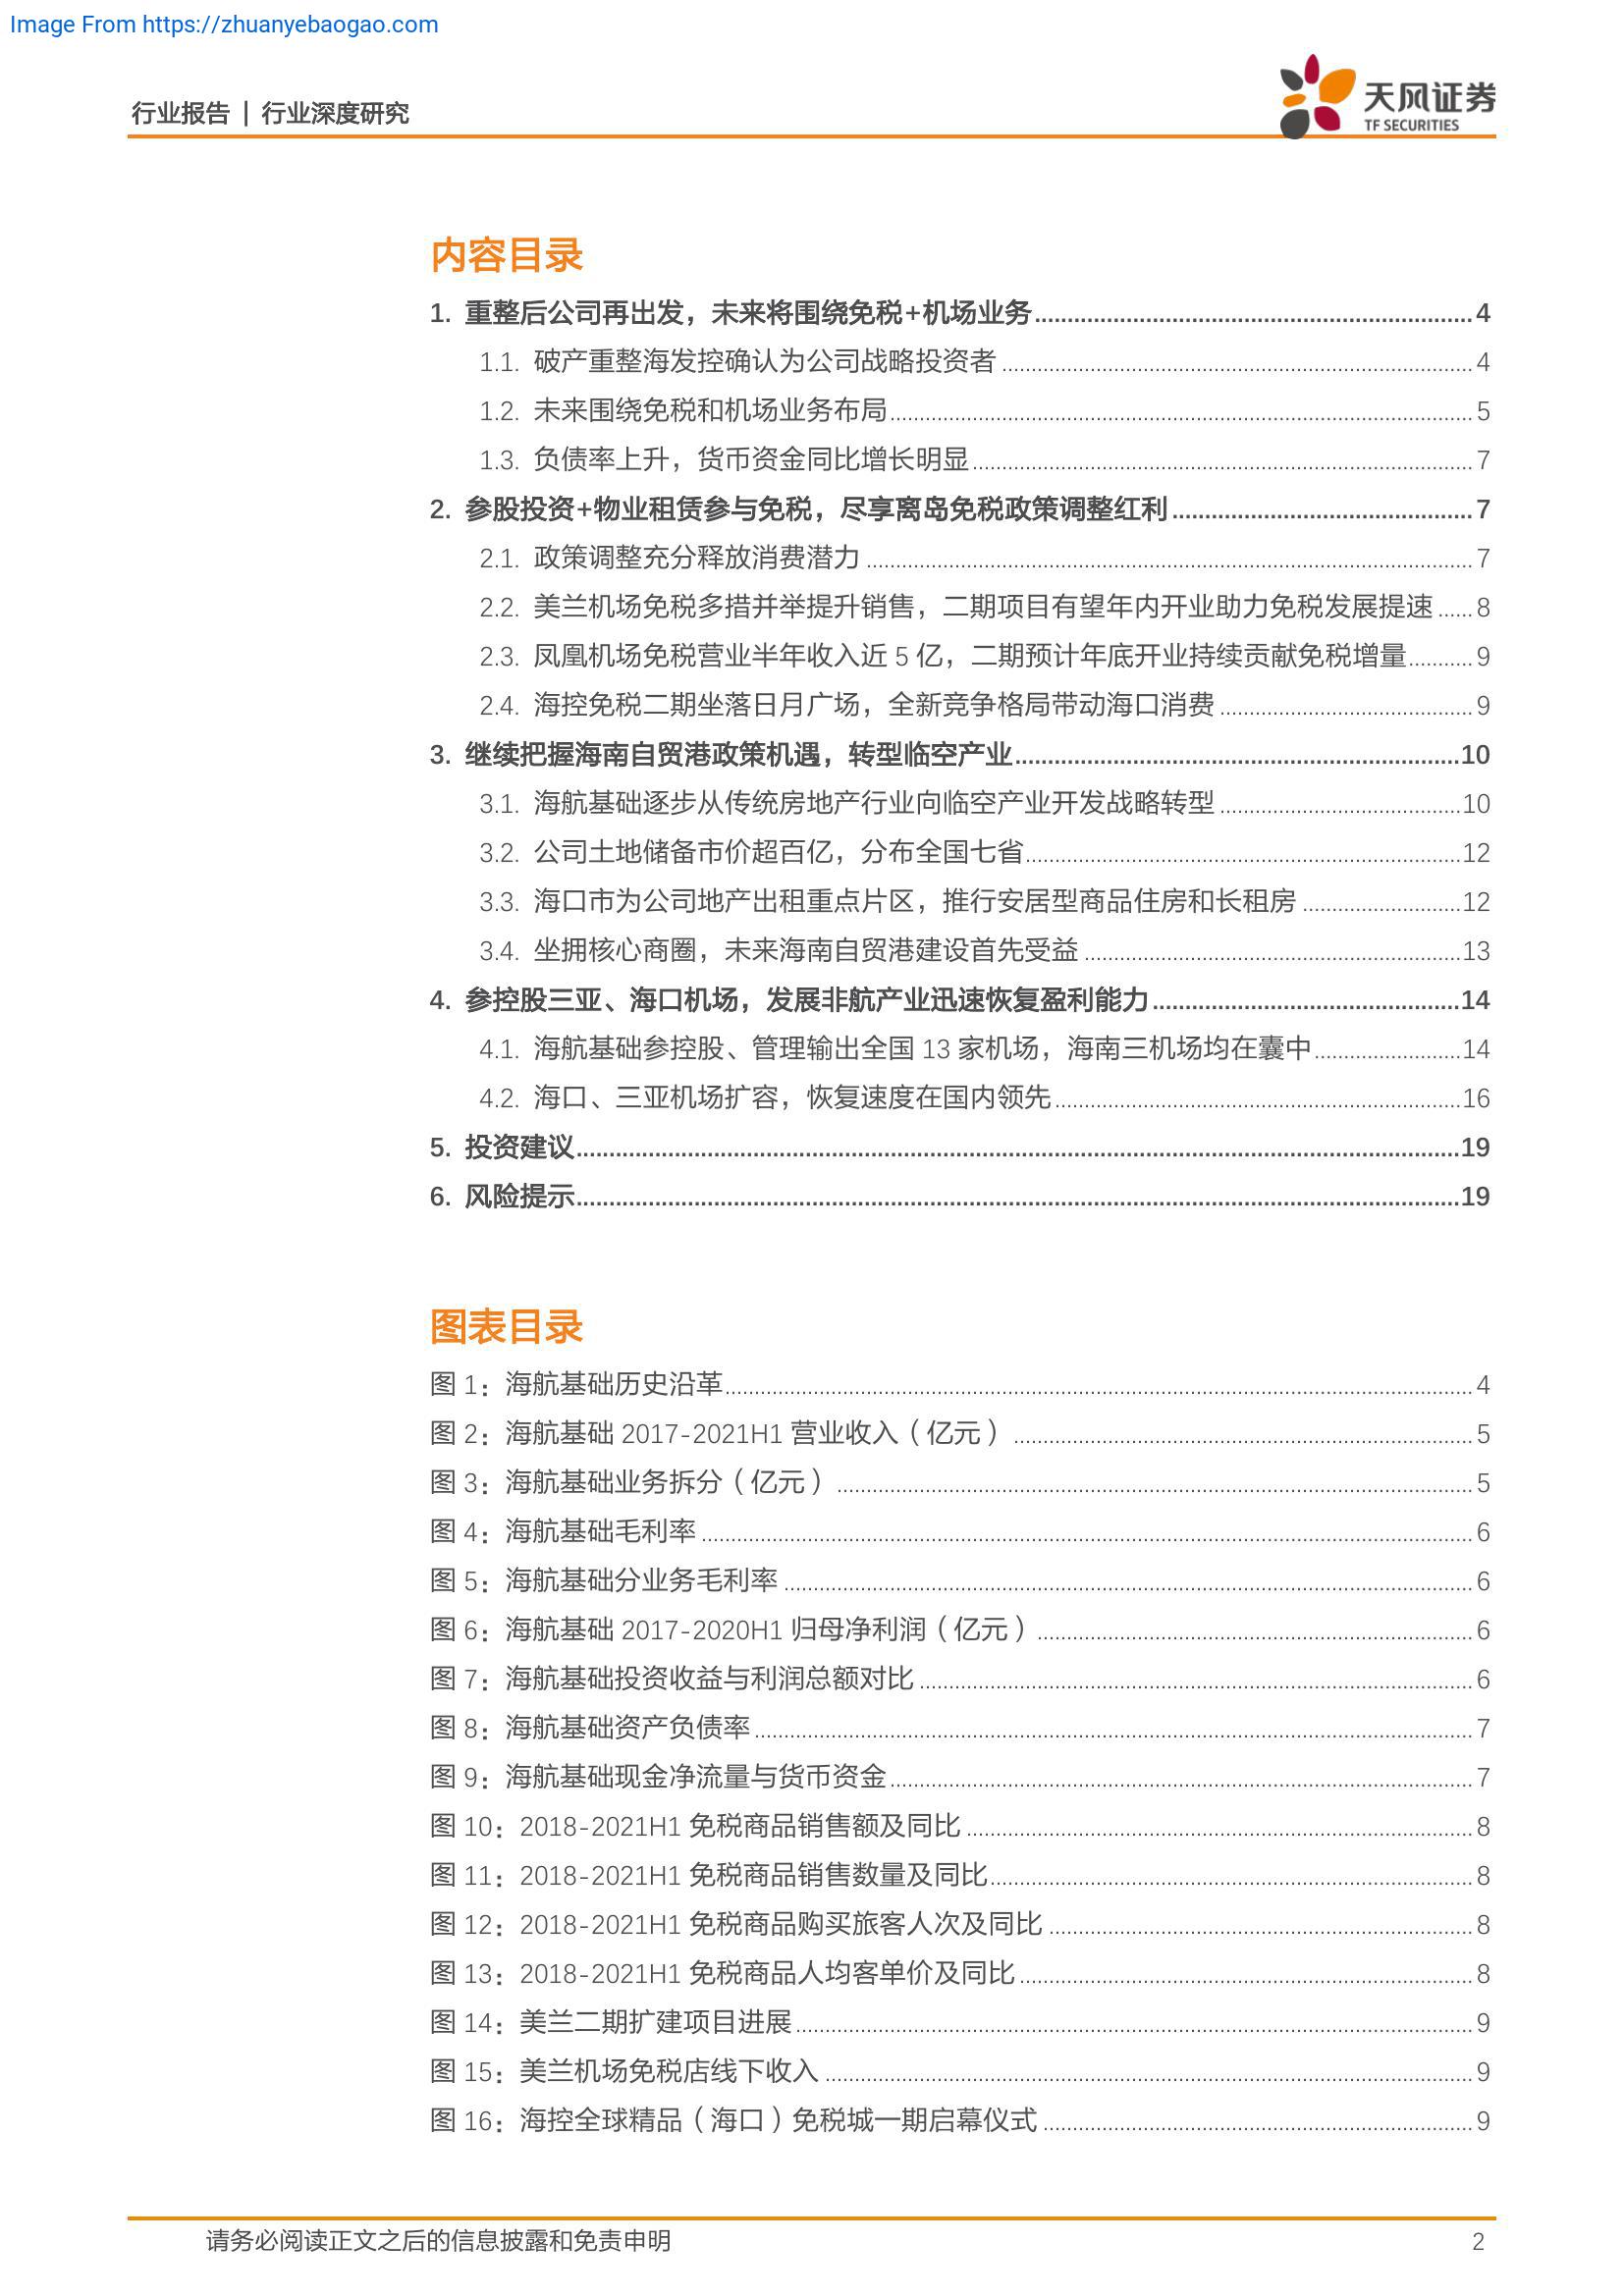 Image From https://zhuanyebaogao.com
行业报告 | 行业深度研究
天风证券
TF SECURITIES
内容目录
1. 重整后公司再出发，未来将围绕免税+机场业务 4
1.1. 破产重整海发控确认为公司战略投资者 4
1.2. 未来围绕免税和机场业务布局 5
1.3. 负债率上升，货币资金同比增长明显 7
2. 参股投资+物业租赁参与免税，尽享离岛免税政策调整红利 7
2.1. 政策调整充分释放消费潜力 7
2.2. 美兰机场免税多措并举提升销售，二期项目有望年内开业助力免税发展提速 8
2.3. 凤凰机场免税营业半年收入近 5 亿，二期预计年底开业持续贡献免税增量 9
2.4. 海控免税二期坐落日月广场，全新竞争格局带动海口消费 9
3. 继续把握海南自贸港政策机遇，转型临空产业 10
3.1. 海航基础逐步从传统房地产行业向临空产业开发战略转型 10
3.2. 公司土地储备市价超百亿，分布全国七省 12
3.3. 海口市为公司地产出租重点片区，推行安居型商品住房和长租房 12
3.4. 坐拥核心商圈，未来海南自贸港建设首先受益 13
4. 参控股三亚、海口机场，发展非航产业迅速恢复盈利能力 14
4.1. 海航基础参控股、管理输出全国 13 家机场，海南三机场均在囊中 14
4.2. 海口、三亚机场扩容，恢复速度在国内领先 16
5. 投资建议 19
6. 风险提示 19
图表目录
图 1：海航基础历史沿革 4
图 2：海航基础 2017-2021H1 营业收入（亿元） 5
图 3：海航基础业务拆分（亿元） 5
图 4：海航基础毛利率 6
图 5：海航基础分业务毛利率 6
图 6：海航基础 2017-2020H1 归母净利润（亿元） 6
图 7：海航基础投资收益与利润总额对比 6
图 8：海航基础资产负债率 7
图 9：海航基础现金净流量与货币资金 7
图 10：2018-2021H1 免税商品销售额及同比 8
图 11：2018-2021H1 免税商品销售数量及同比 8
图 12：2018-2021H1 免税商品购买旅客人次及同比 8
图 13：2018-2021H1 免税商品人均客单价及同比 8
图 14：美兰二期扩建项目进展 9
图 15：美兰机场免税店线下收入 9
图 16：海控全球精品（海口）免税城一期启幕仪式 9
请务必阅读正文之后的信息披露和免责申明 2